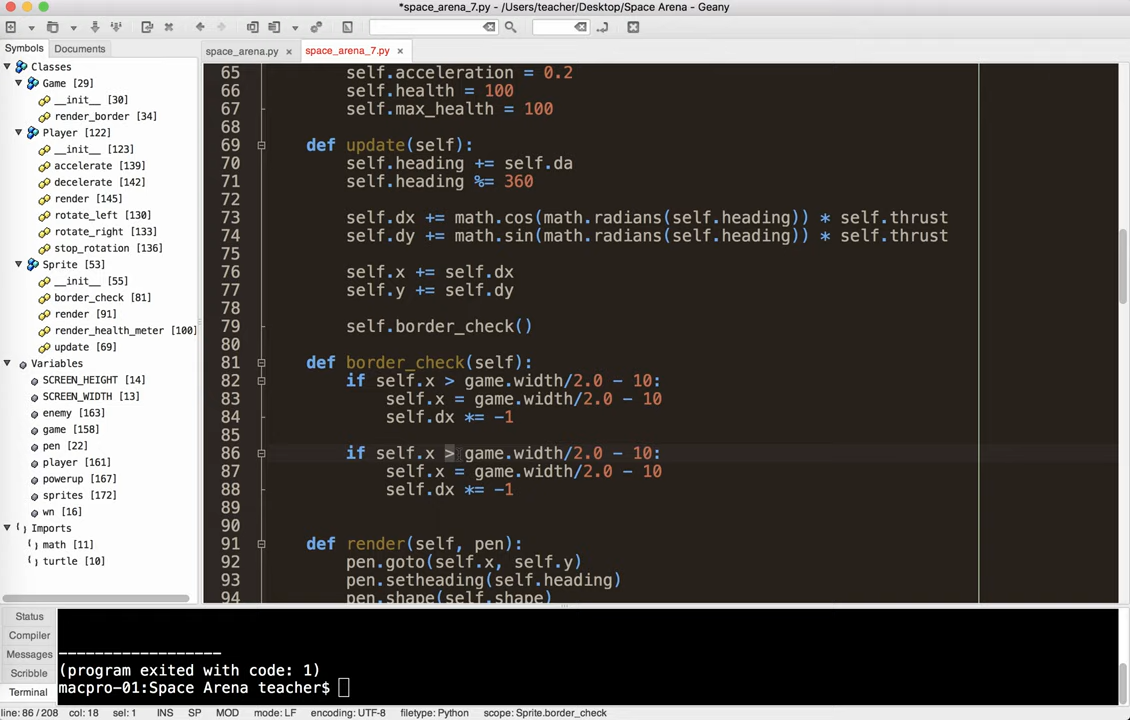 *space_arena_7.py - /Users/teacher/Desktop/Space Arena - Geany
Symbols Documents
space_arena.py × space_arena_7.py ×
Classes
Game [29]
__init__ [30]
render_border [34]
Player [122]
__init__ [123]
accelerate [139]
decelerate [142]
render [145]
rotate_left [130]
rotate_right [133]
stop_rotation [136]
Sprite [53]
__init__ [55]
border_check [81]
render [91]
render_health_meter [100]
update [69]
Variables
SCREEN_HEIGHT [14]
SCREEN_WIDTH [13]
enemy [163]
game [158]
pen [22]
player [161]
powerup [167]
sprites [172]
wn [16]
Imports
math [11]
turtle [10]
65 self.acceleration = 0.2
66 self.health = 100
67 self.max_health = 100
68
69 def update(self):
70 self.heading += self.da
71 self.heading %= 360
72
73 self.dx += math.cos(math.radians(self.heading)) * self.thrust
74 self.dy += math.sin(math.radians(self.heading)) * self.thrust
75
76 self.x += self.dx
77 self.y += self.dy
78
79 self.border_check()
80
81 def border_check(self):
82 if self.x > game.width/2.0 - 10:
83 self.x = game.width/2.0 - 10
84 self.dx *= -1
85
86 if self.x > game.width/2.0 - 10:
87 self.x = game.width/2.0 - 10
88 self.dx *= -1
89
90
91 def render(self, pen):
92 pen.goto(self.x, self.y)
93 pen.setheading(self.heading)
94 pen.shape(self.shape)
Status
Compiler
Messages
Scribble
Terminal
------------------
(program exited with code: 1)
macpro-01:Space Arena teacher$
line: 86 / 208 col: 18 sel: 1 INS SP MOD mode: LF encoding: UTF-8 filetype: Python scope: Sprite.border_check